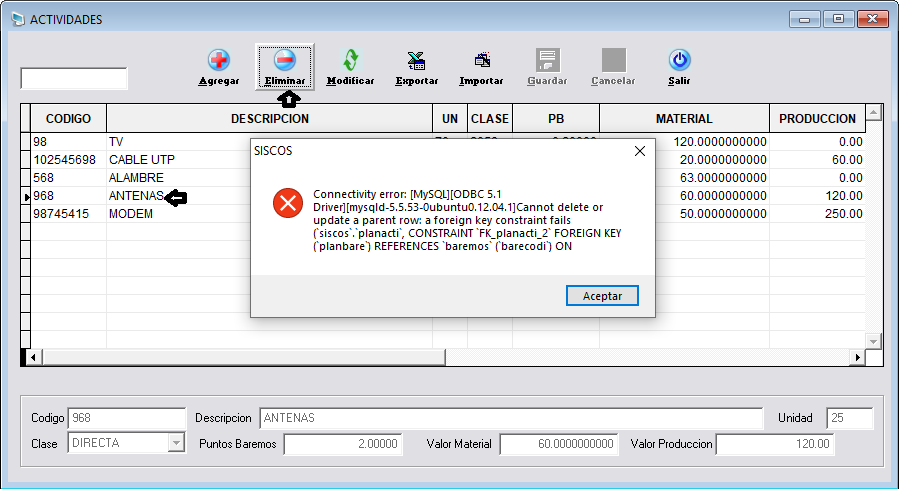 ACTIVIDADES
Agregar Eliminar Modificar Exportar Importar Guardar Cancelar Salir
CODIGO DESCRIPCION UN CLASE PB MATERIAL PRODUCCION
98 TV 120.0000000000 0.00
102545698 CABLE UTP 20.0000000000 60.00
568 ALAMBRE 63.0000000000 0.00
968 ANTENAS 60.0000000000 120.00
98745415 MODEM 50.0000000000 250.00
SISCOS
Connectivity error: [MySQL][ODBC 5.1
Driver][mysqld-5.5.53-0ubuntu0.12.04.1]Cannot delete or
update a parent row: a foreign key constraint fails
(`siscos`.`planacti`, CONSTRAINT `FK_planacti_2` FOREIGN KEY
(`planbare`) REFERENCES `baremos` (`barecodi`) ON
Aceptar
Codigo 968 Descripcion ANTENAS Unidad 25
Clase DIRECTA Puntos Baremos 2.00000 Valor Material 60.0000000000 Valor Produccion 120.00